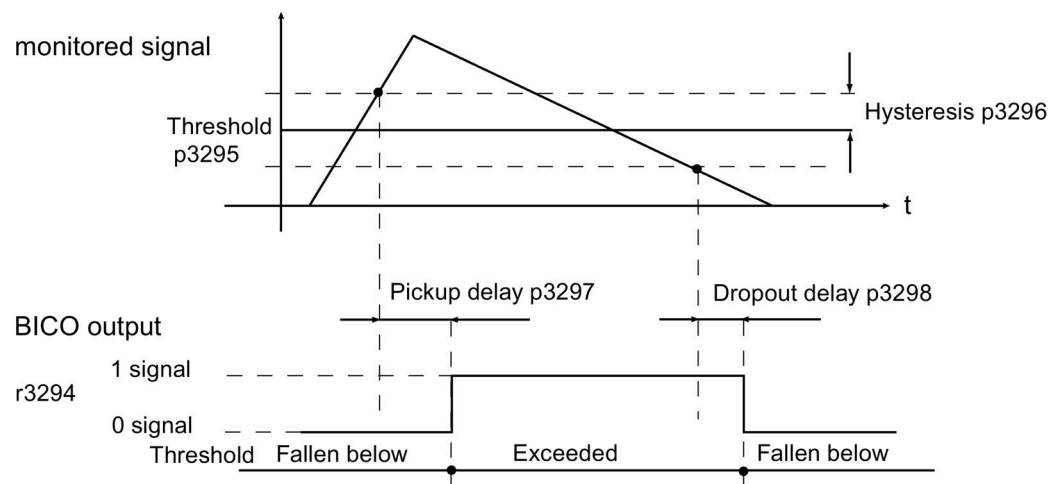 monitored signal
Hysteresis p3296
Threshold
p3295
t
Pickup delay p3297
Dropout delay p3298
BICO output
1 signal
r3294
0 signal
Threshold Fallen below Exceeded Fallen below